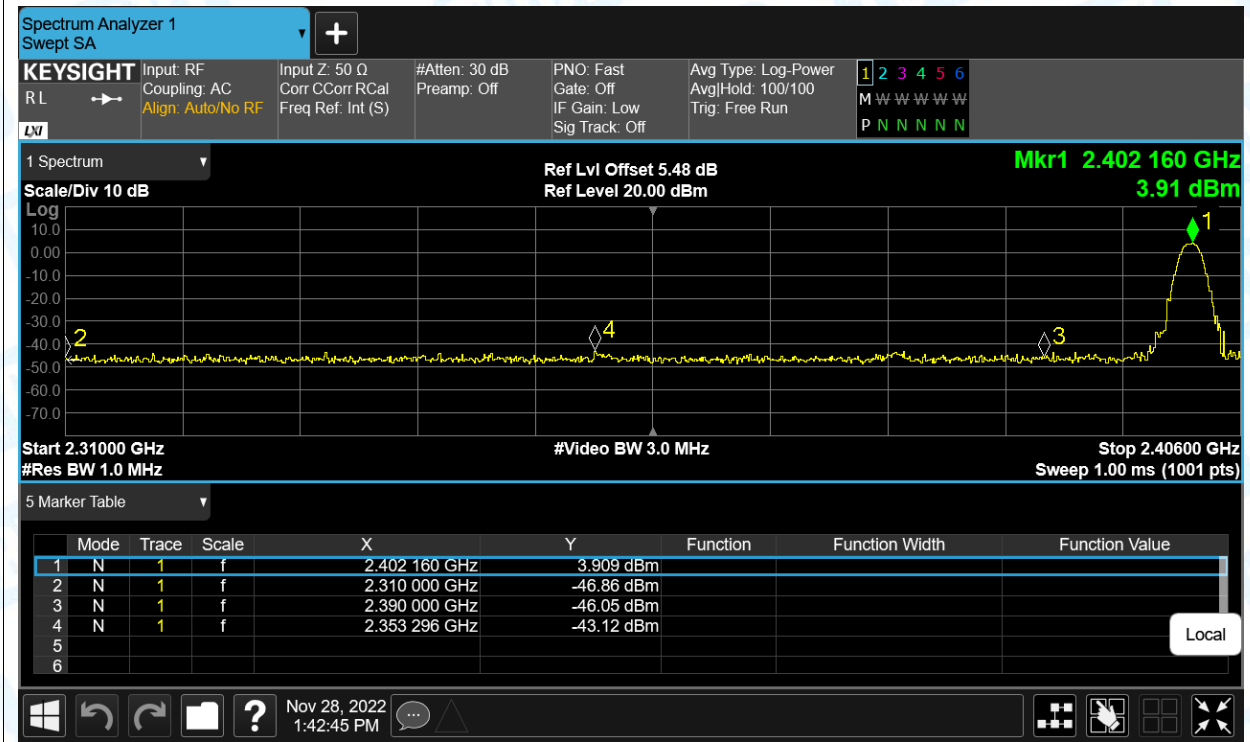 Spectrum Analyzer 1
Swept SA
+
KEYSIGHT
R L
LXI
Input: RF
Coupling: AC
Align: Auto/No RF
Input Z: 50 Ω
Corr CCorr RCal
Freq Ref: Int (S)
#Atten: 30 dB
Preamp: Off
PNO: Fast
Gate: Off
IF Gain: Low
Sig Track: Off
Avg Type: Log-Power
Avg|Hold: 100/100
Trig: Free Run
1 2 3 4 5 6
M W W W W W
P N N N N N
1 Spectrum
Scale/Div 10 dB
Ref Lvl Offset 5.48 dB
Ref Level 20.00 dBm
Mkr1 2.402 160 GHz
3.91 dBm
Log
10.0
0.00
-10.0
-20.0
-30.0
-40.0
-50.0
-60.0
-70.0
1
2
4
3
Start 2.31000 GHz
#Video BW 3.0 MHz
Stop 2.40600 GHz
#Res BW 1.0 MHz
Sweep 1.00 ms (1001 pts)
5 Marker Table
Mode Trace Scale X Y Function Function Width Function Value
1 N 1 f 2.402 160 GHz 3.909 dBm
2 N 1 f 2.310 000 GHz -46.86 dBm
3 N 1 f 2.390 000 GHz -46.05 dBm
4 N 1 f 2.353 296 GHz -43.12 dBm
5
6
Local
?
Nov 28, 2022
1:42:45 PM